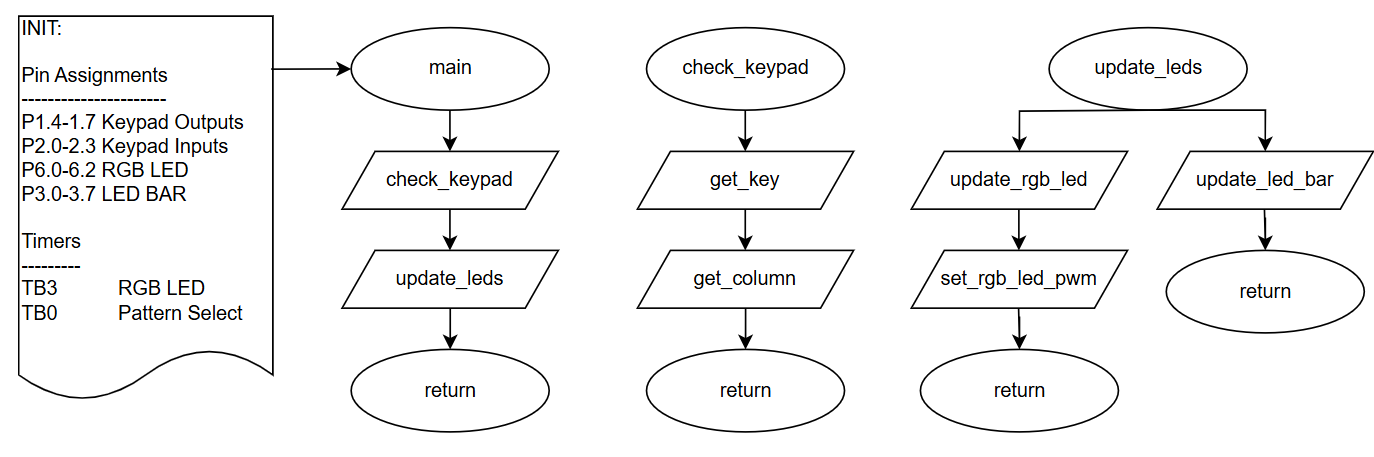 INIT:
Pin Assignments
----------------------
P1.4-1.7 Keypad Outputs
P2.0-2.3 Keypad Inputs
P6.0-6.2 RGB LED
P3.0-3.7 LED BAR
Timers
---------
TB3 RGB LED
TB0 Pattern Select
main
check_keypad
update_leds
return
check_keypad
get_key
get_column
return
update_leds
update_rgb_led
set_rgb_led_pwm
return
update_led_bar
return